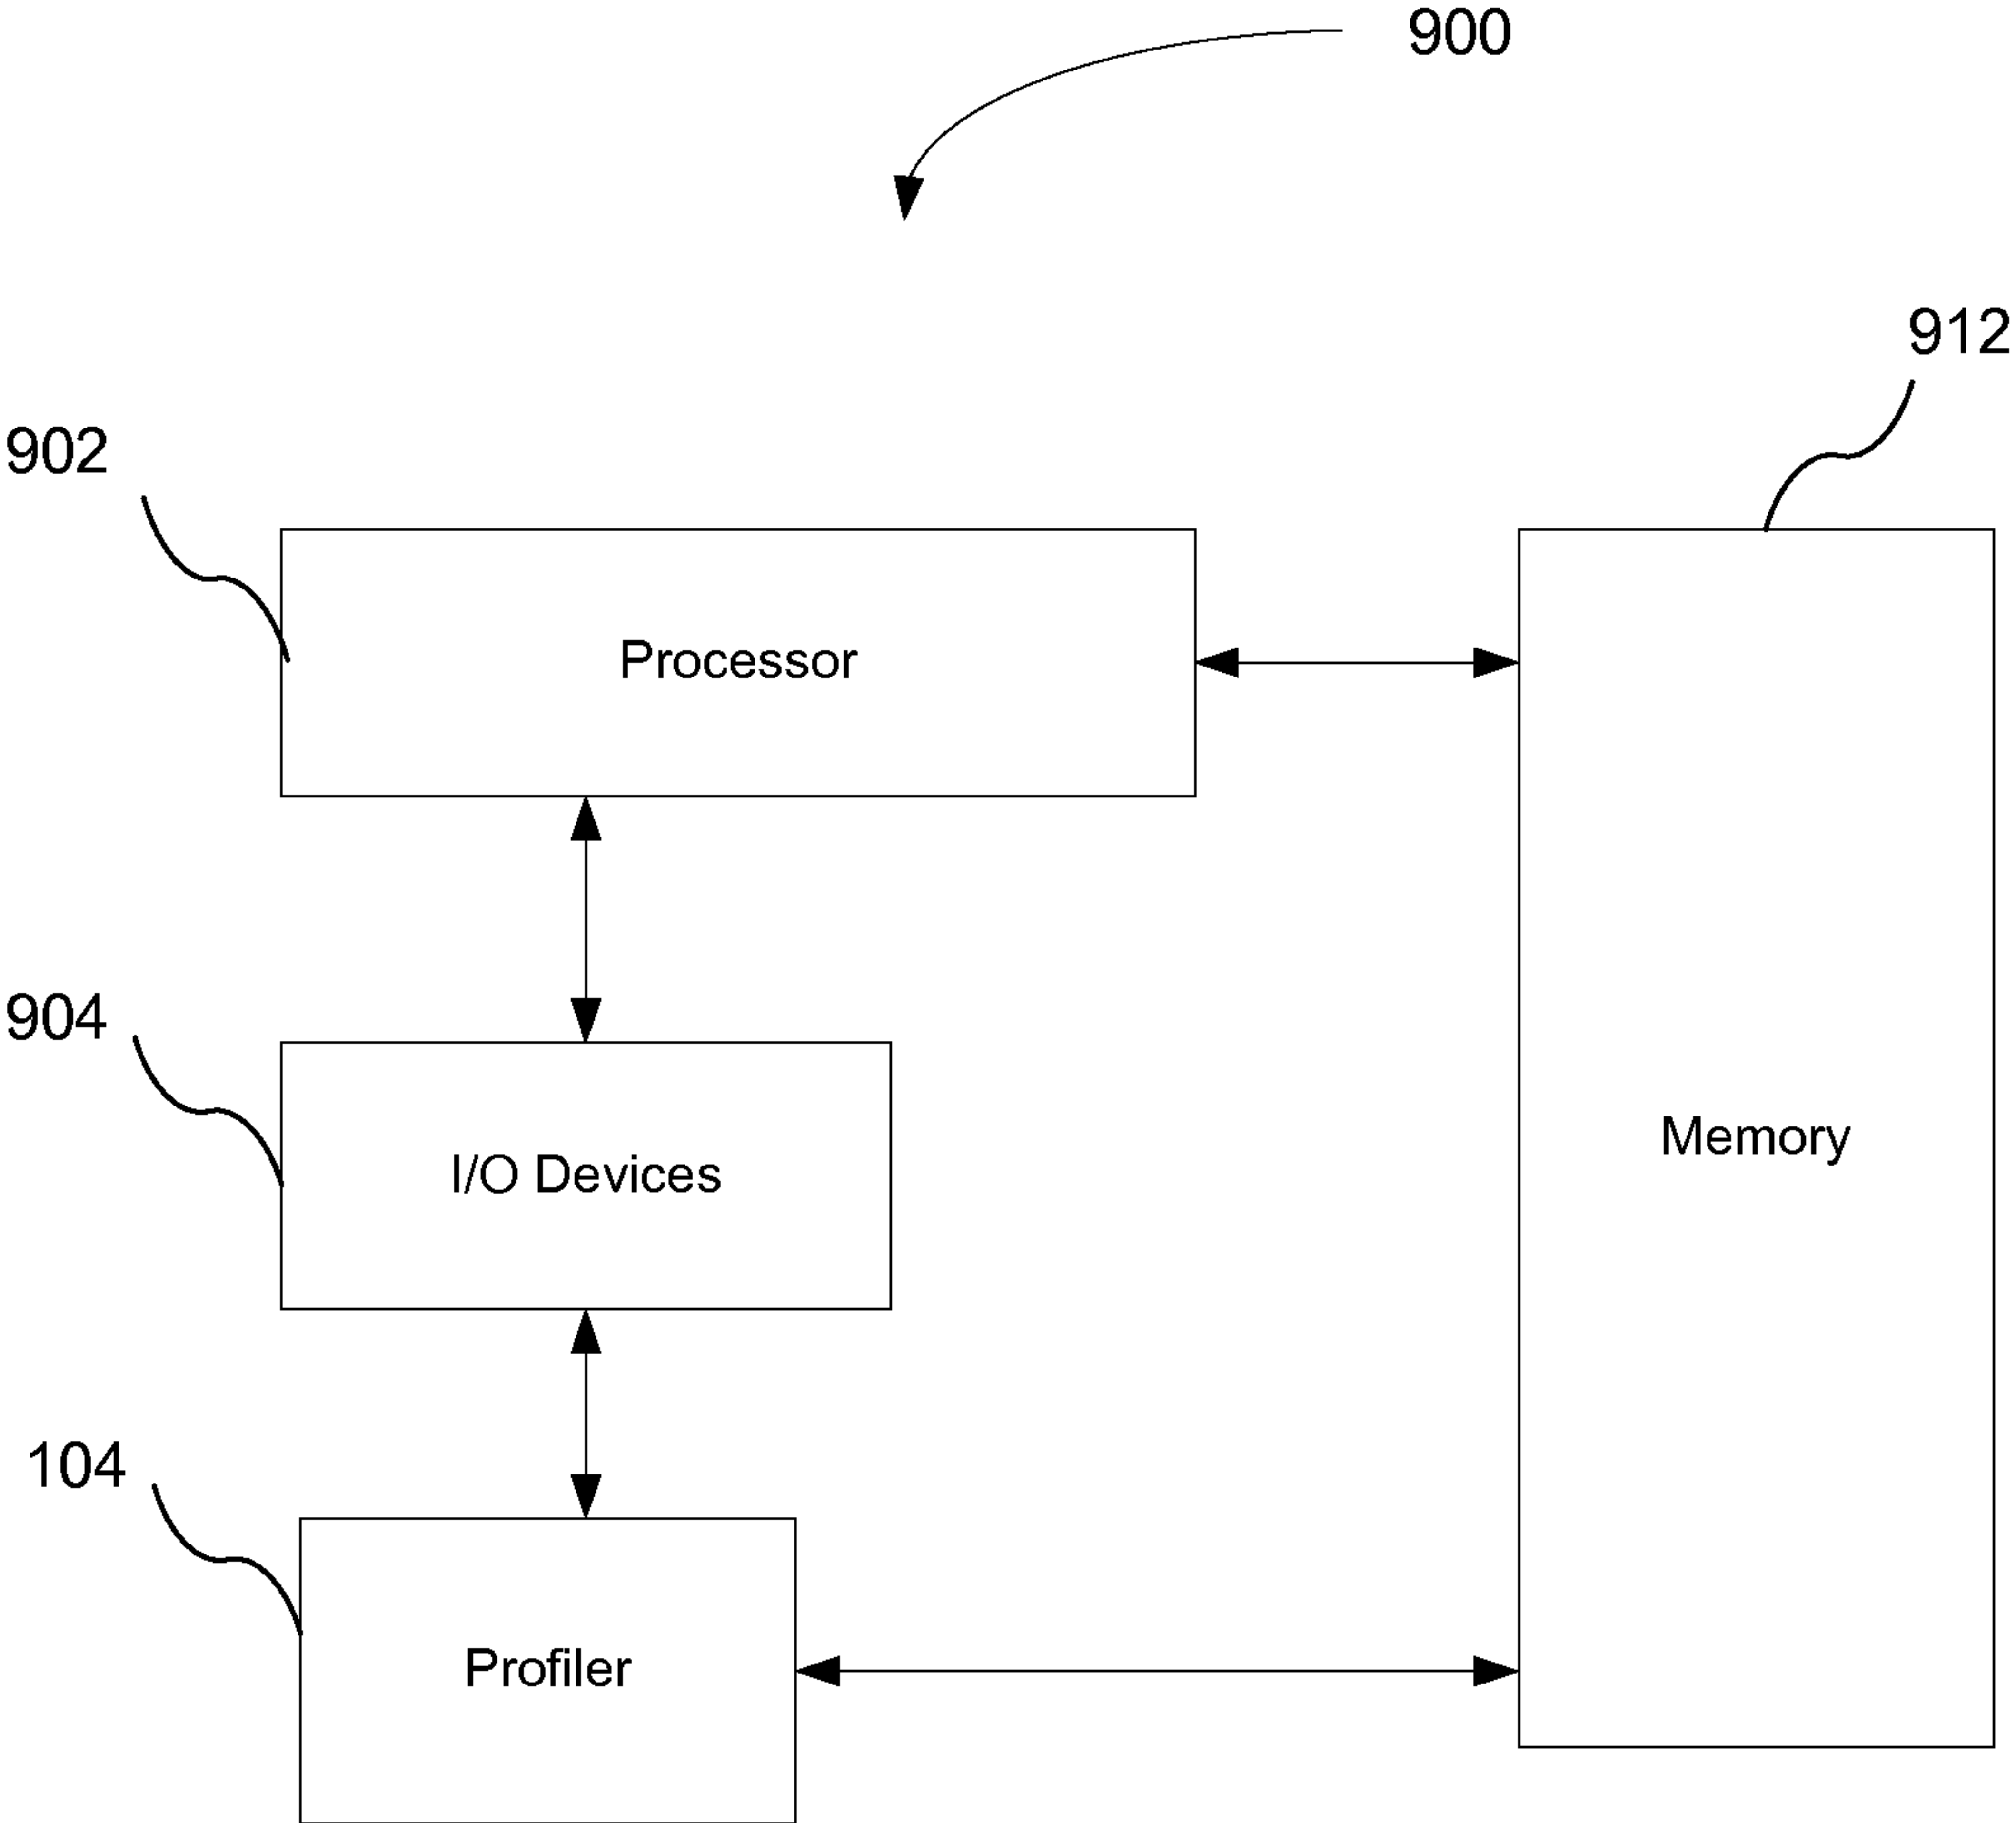 900
912
902
Processor
904
I/O Devices
Memory
104
Profiler